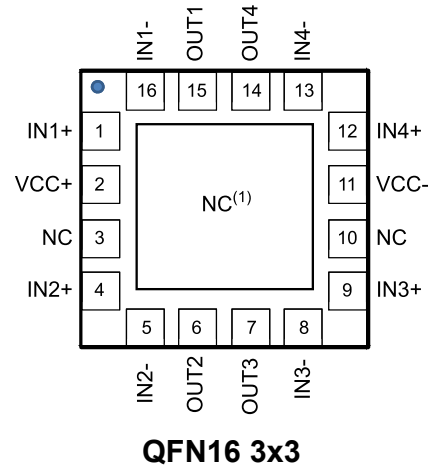 IN1-
OUT1
OUT4
IN4-
16 15 14 13
IN1+ 1 12 IN4+
VCC+ 2 11 VCC-
NC(1)
NC 3 10 NC
IN2+ 4 9 IN3+
5 6 7 8
IN2-
OUT2
OUT3
IN3-
QFN16 3x3